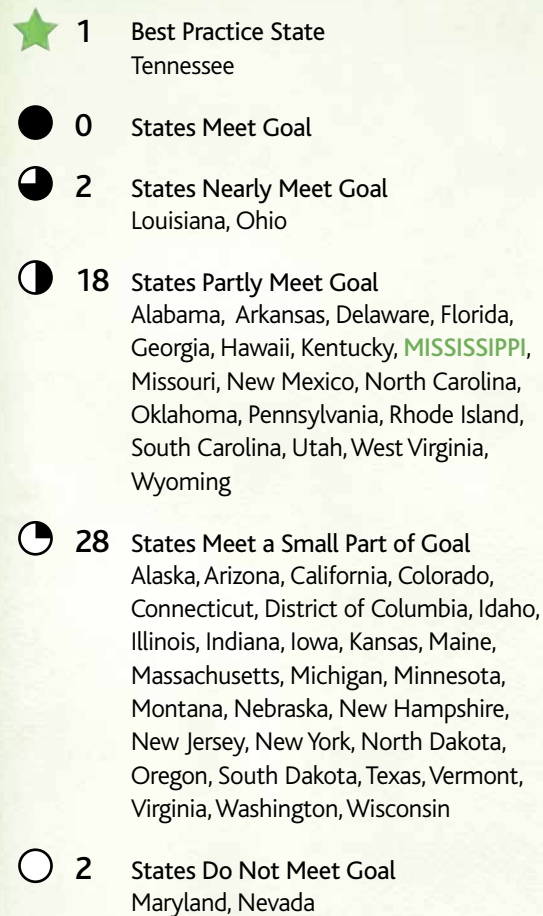 1 Best Practice State
Tennessee
0 States Meet Goal
2 States Nearly Meet Goal
Louisiana, Ohio
18 States Partly Meet Goal
Alabama, Arkansas, Delaware, Florida,
Georgia, Hawaii, Kentucky, MISSISSIPPI,
Missouri, New Mexico, North Carolina,
Oklahoma, Pennsylvania, Rhode Island,
South Carolina, Utah, West Virginia,
Wyoming
28 States Meet a Small Part of Goal
Alaska, Arizona, California, Colorado,
Connecticut, District of Columbia, Idaho,
Illinois, Indiana, Iowa, Kansas, Maine,
Massachusetts, Michigan, Minnesota,
Montana, Nebraska, New Hampshire,
New Jersey, New York, North Dakota,
Oregon, South Dakota, Texas, Vermont,
Virginia, Washington, Wisconsin
2 States Do Not Meet Goal
Maryland, Nevada